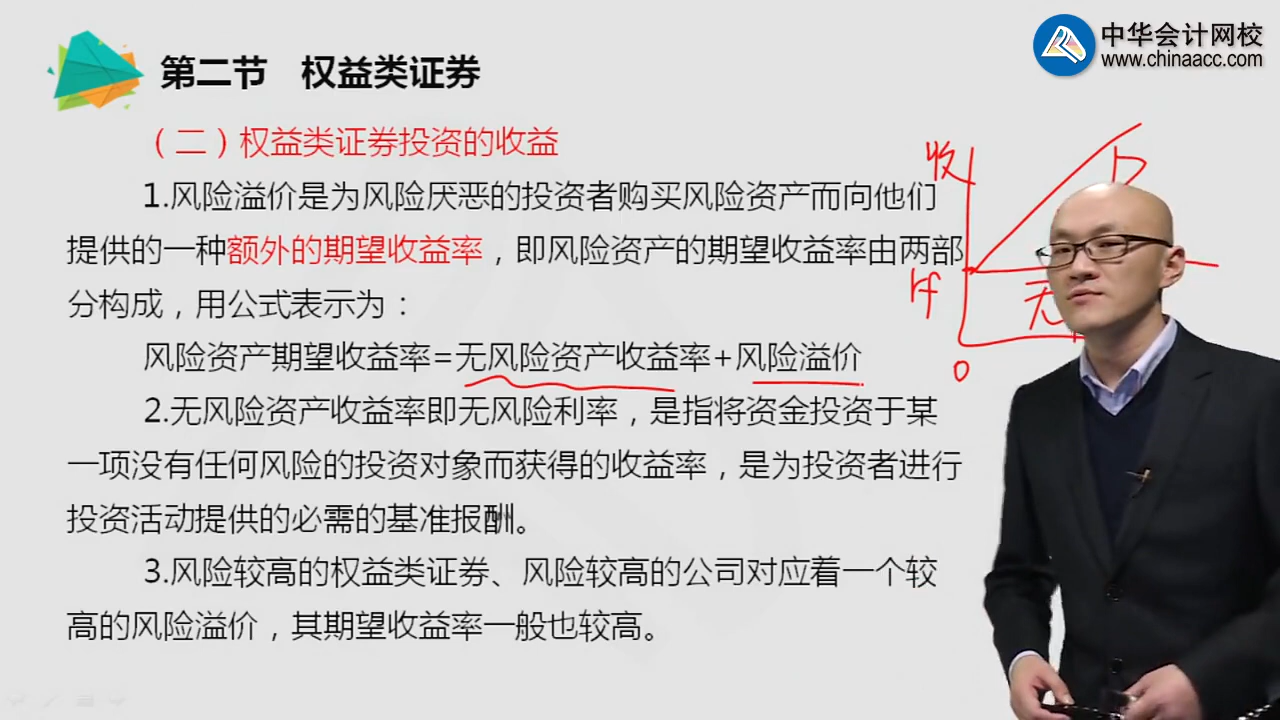 中华会计网校
www.chinaacc.com
第二节 权益类证券
（二）权益类证券投资的收益
1.风险溢价是为风险厌恶的投资者购买风险资产而向他们
提供的一种额外的期望收益率，即风险资产的期望收益率由两部
分构成，用公式表示为：
风险资产期望收益率=无风险资产收益率+风险溢价
2.无风险资产收益率即无风险利率，是指将资金投资于某
一项没有任何风险的投资对象而获得的收益率，是为投资者进行
投资活动提供的必需的基准报酬。
3.风险较高的权益类证券、风险较高的公司对应着一个较
高的风险溢价，其期望收益率一般也较高。
收
rf
无
0